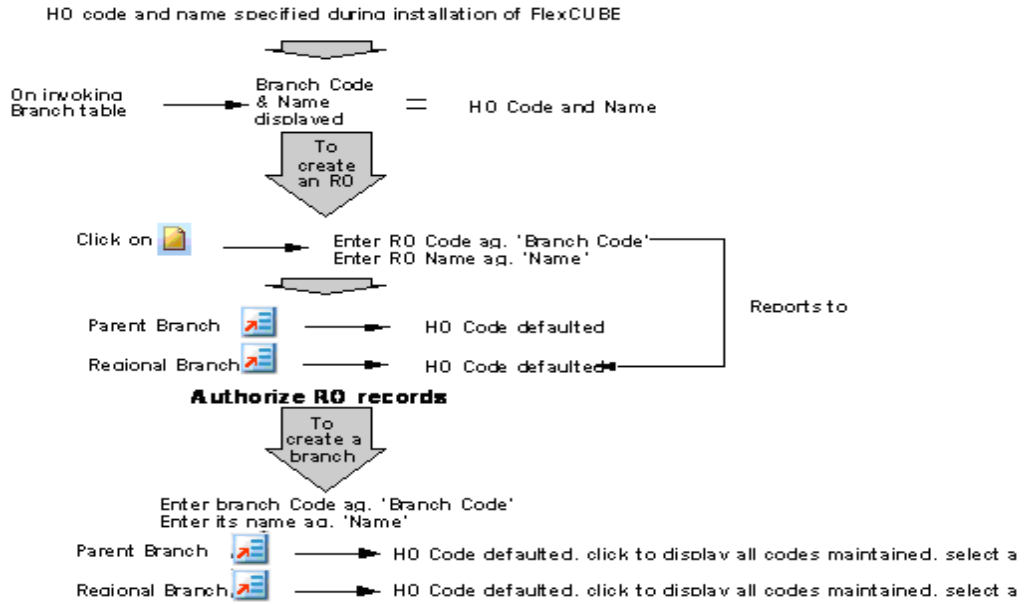 HO code and name specified during installation of FlexCUBE
On invoking
Branch table
Branch Code
& Name
displayed
=
HO Code and Name
To
create
an RO
Click on
Enter RO Code ag. 'Branch Code'
Enter RO Name ag. 'Name'
Reports to
Parent Branch
HO Code defaulted
Regional Branch
HO Code defaulted
Authorize RO records
To
create a
branch
Enter branch Code ag. 'Branch Code'
Enter its name ag. 'Name'
Parent Branch
HO Code defaulted. click to display all codes maintained. select a
Regional Branch
HO Code defaulted. click to display all codes maintained. select a